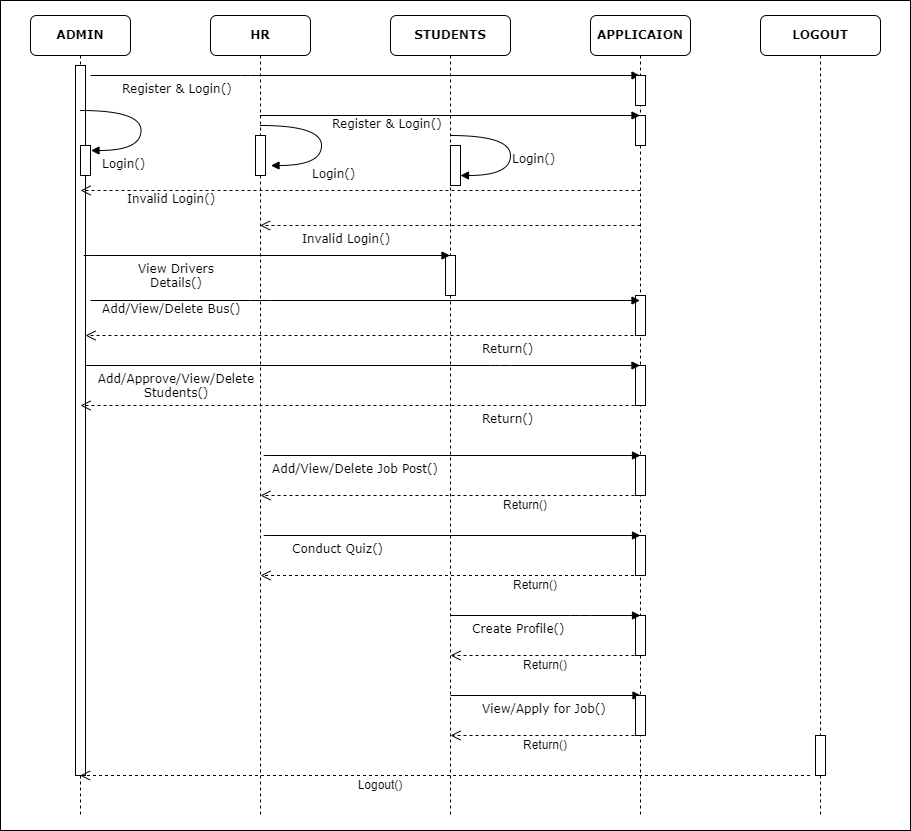 ADMIN
HR
STUDENTS
APPLICAION
LOGOUT
Register & Login()
Register & Login()
Login()
Login()
Login()
Invalid Login()
Invalid Login()
View Drivers
Details()
Add/View/Delete Bus()
Return()
Add/Approve/View/Delete
Students()
Return()
Add/View/Delete Job Post()
Return()
Conduct Quiz()
Return()
Create Profile()
Return()
View/Apply for Job()
Return()
Logout()